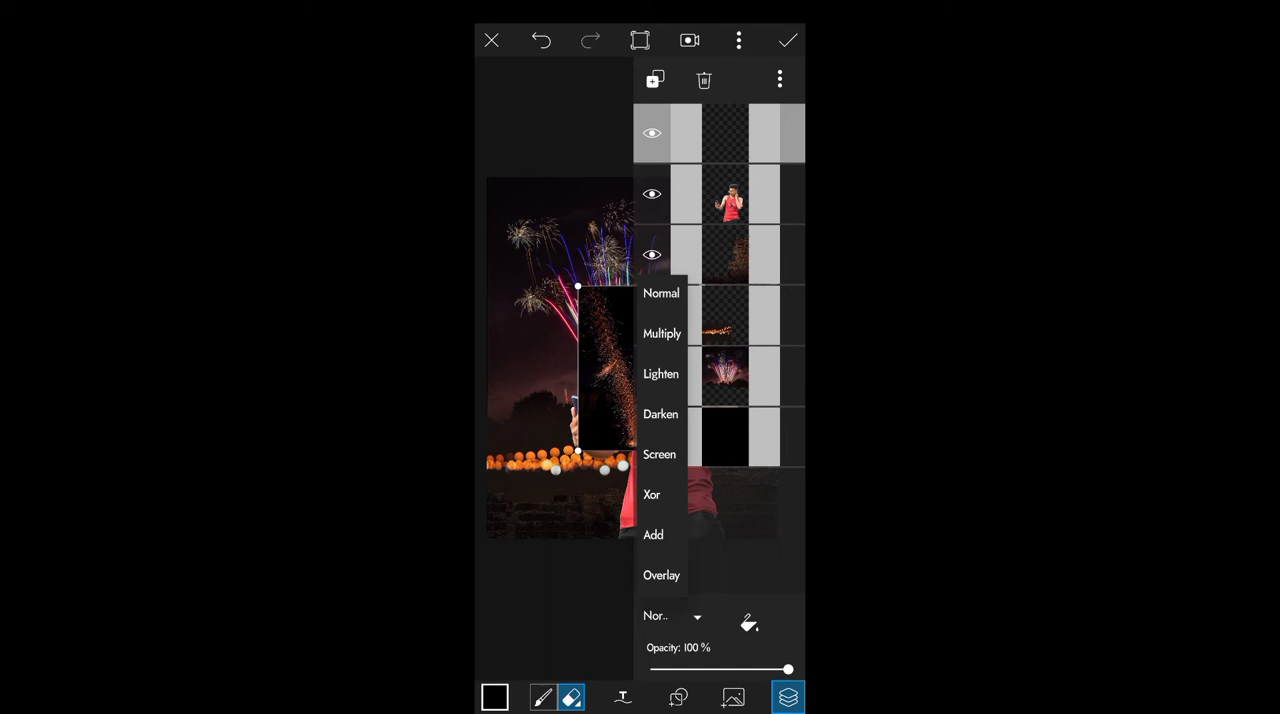 Normal
Multiply
Lighten
Darken
Screen
Xor
Add
Overlay
Nor..
Opacity: 100 %
T